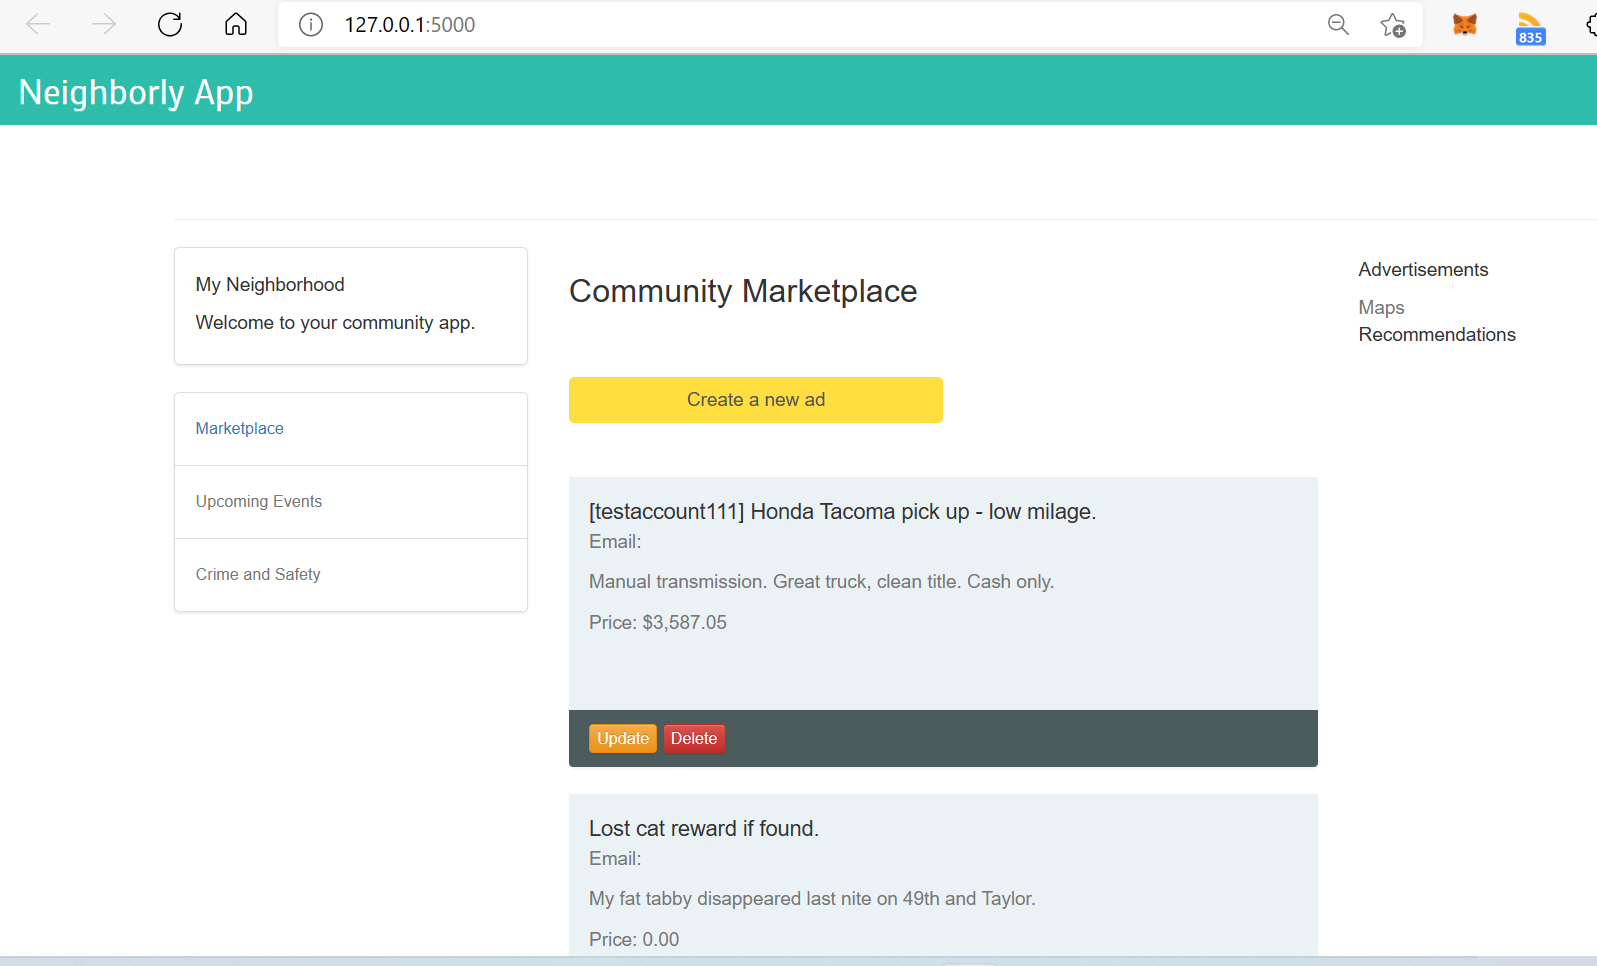 127.0.0.1:5000
835
Neighborly App
My Neighborhood
Welcome to your community app.
Marketplace
Upcoming Events
Crime and Safety
Community Marketplace
Create a new ad
[testaccount111] Honda Tacoma pick up - low milage.
Email:
Manual transmission. Great truck, clean title. Cash only.
Price: $3,587.05
Update Delete
Lost cat reward if found.
Email:
My fat tabby disappeared last nite on 49th and Taylor.
Price: 0.00
Advertisements
Maps
Recommendations